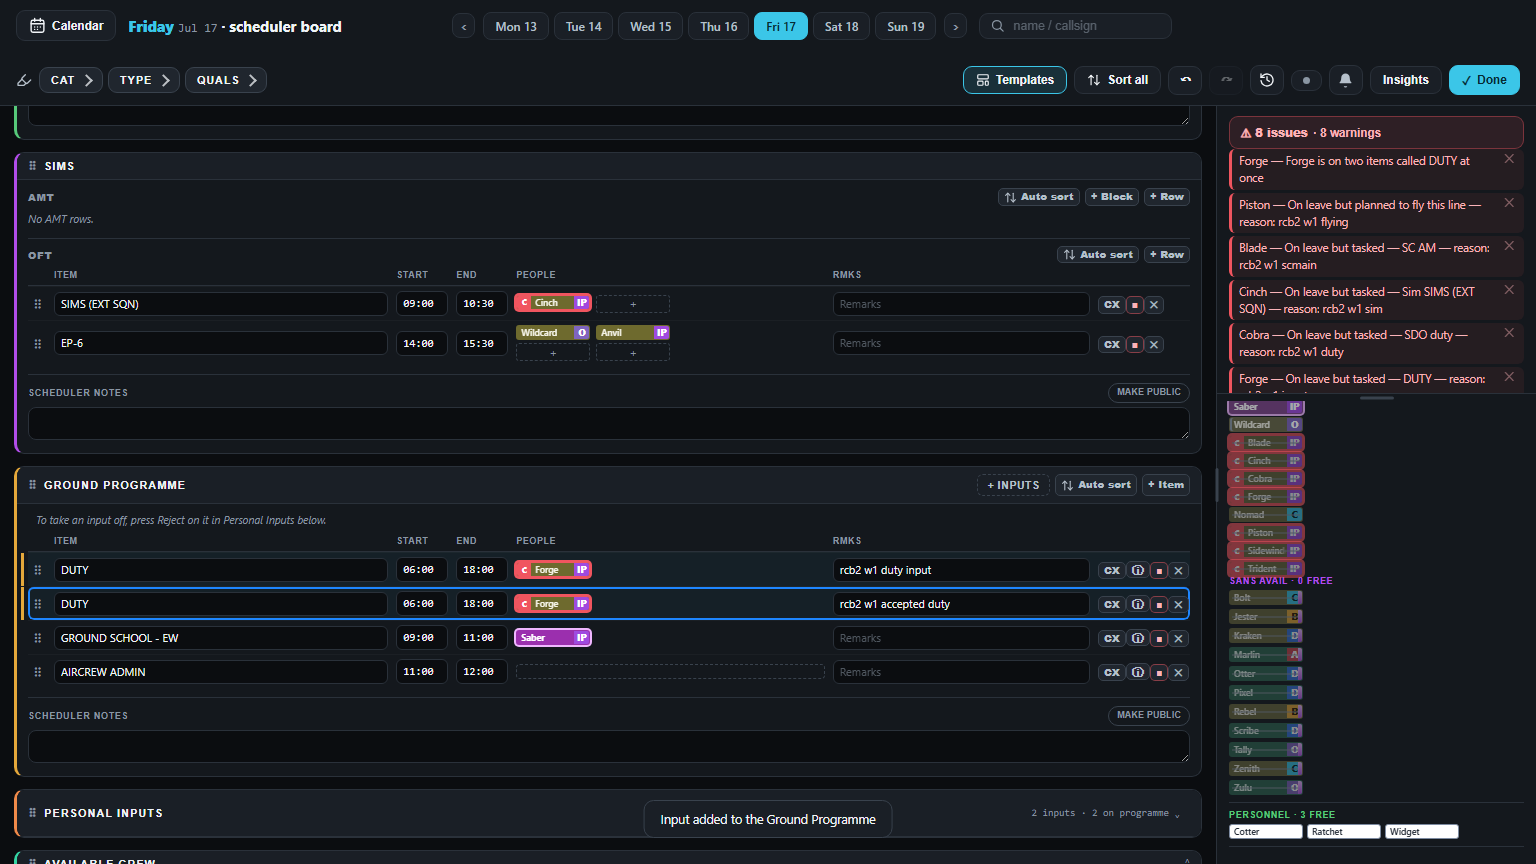 Calendar
Friday Jul 17 · scheduler board
‹ Mon 13 Tue 14 Wed 15 Thu 16 Fri 17 Sat 18 Sun 19 ›
name / callsign
CAT TYPE QUALS
Templates Sort all Insights ✓ Done
SIMS
AMT
Auto sort + Block + Row
No AMT rows.
OFT
Auto sort + Row
ITEM START END PEOPLE RMKS
SIMS (EXT SQN) 09:00 10:30 C Cinch IP + Remarks CX
EP-6 14:00 15:30 Wildcard O Anvil IP + + Remarks CX
SCHEDULER NOTES MAKE PUBLIC
GROUND PROGRAMME
+ INPUTS Auto sort + Item
To take an input off, press Reject on it in Personal Inputs below.
ITEM START END PEOPLE RMKS
DUTY 06:00 18:00 C Forge IP rcb2 w1 duty input CX
DUTY 06:00 18:00 C Forge IP rcb2 w1 accepted duty CX
GROUND SCHOOL - EW 09:00 11:00 Saber IP Remarks CX
AIRCREW ADMIN 11:00 12:00 Remarks CX
SCHEDULER NOTES MAKE PUBLIC
PERSONAL INPUTS
2 inputs · 2 on programme
Input added to the Ground Programme
AVAILABLE CREW
⚠ 8 issues · 8 warnings
Forge — Forge is on two items called DUTY at
once
Piston — On leave but planned to fly this line —
reason: rcb2 w1 flying
Blade — On leave but tasked — SC AM — reason:
rcb2 w1 scmain
Cinch — On leave but tasked — Sim SIMS (EXT
SQN) — reason: rcb2 w1 sim
Cobra — On leave but tasked — SDO duty —
reason: rcb2 w1 duty
Forge — On leave but tasked — DUTY — reason:
Saber IP
Wildcard O
C Blade IP
C Cinch IP
C Cobra IP
C Forge IP
Nomad C
C Piston IP
C Sidewind IP
C Trident IP
SANS AVAIL · 0 FREE
Bolt C
Jester B
Kraken D
Marlin A
Otter D
Pixel D
Rebel B
Scribe D
Tally O
Zenith C
Zulu O
PERSONNEL · 3 FREE
Cotter Ratchet Widget